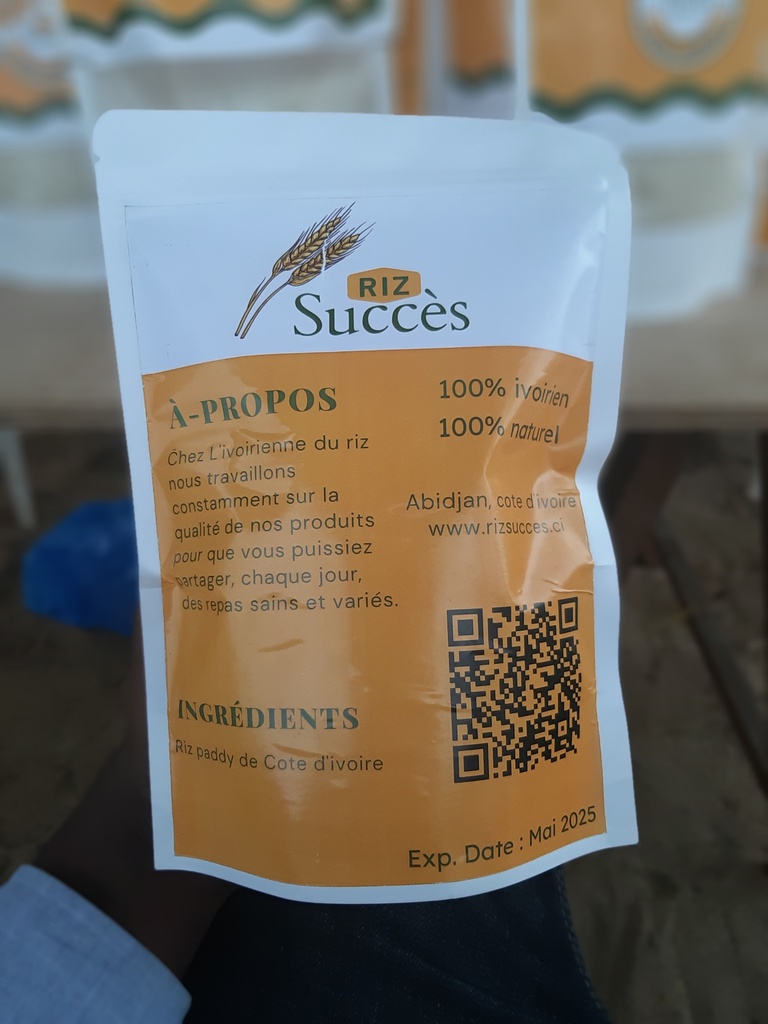 RIZ
Succès
À-PROPOS
Chez L'ivoirienne du riz
nous travaillons
constamment sur la
qualité de nos produits
pour que vous puissiez
partager, chaque jour,
des repas sains et variés.
100% ivoirien
100% naturel
Abidjan, cote d'ivoire
www.rizsucces.ci
INGRÉDIENTS
Riz paddy de Cote d'ivoire
Exp. Date : Mai 2025